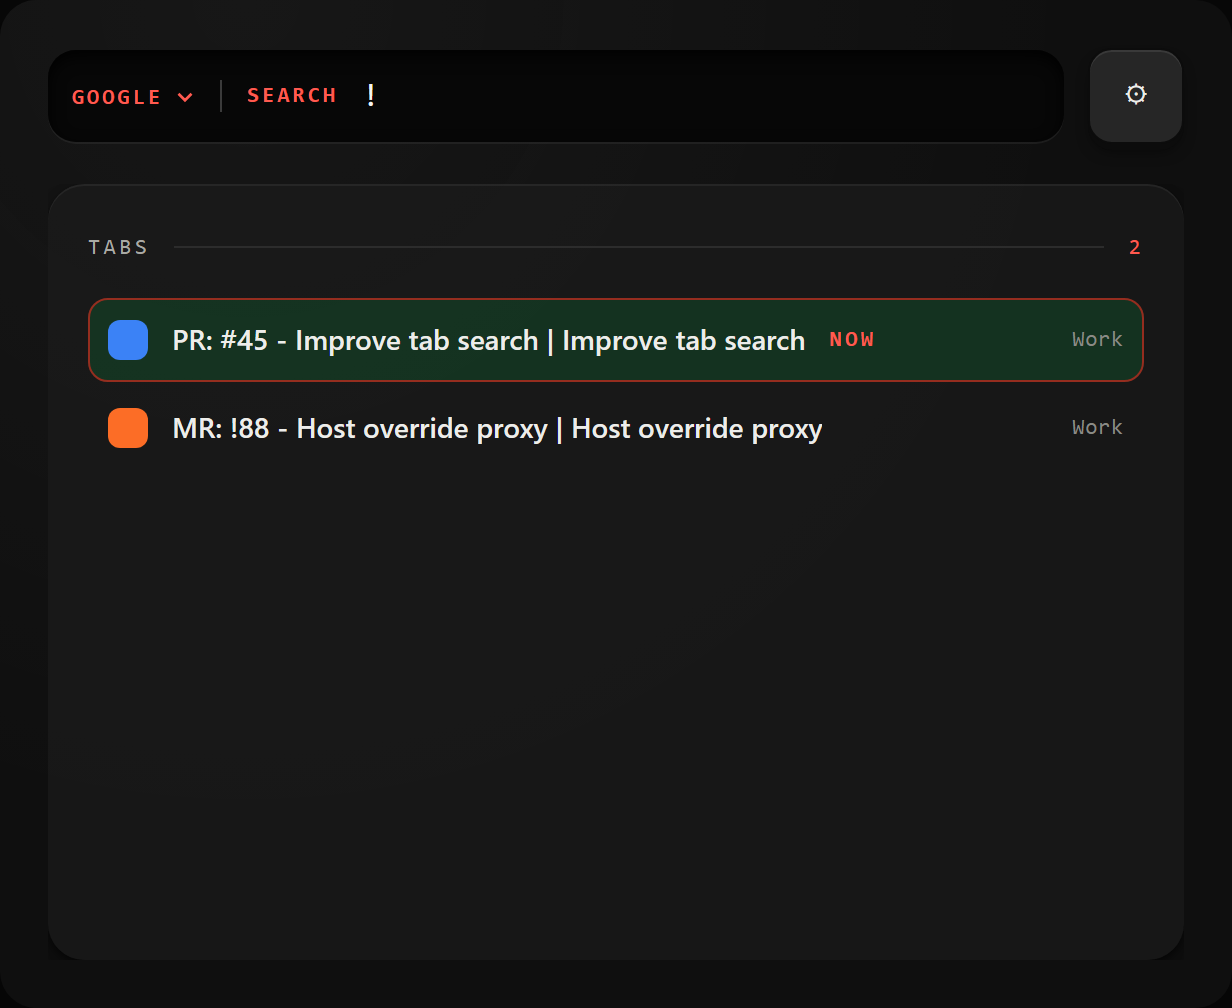 GOOGLE SEARCH !
TABS 2
PR: #45 - Improve tab search | Improve tab search NOW Work
MR: !88 - Host override proxy | Host override proxy Work